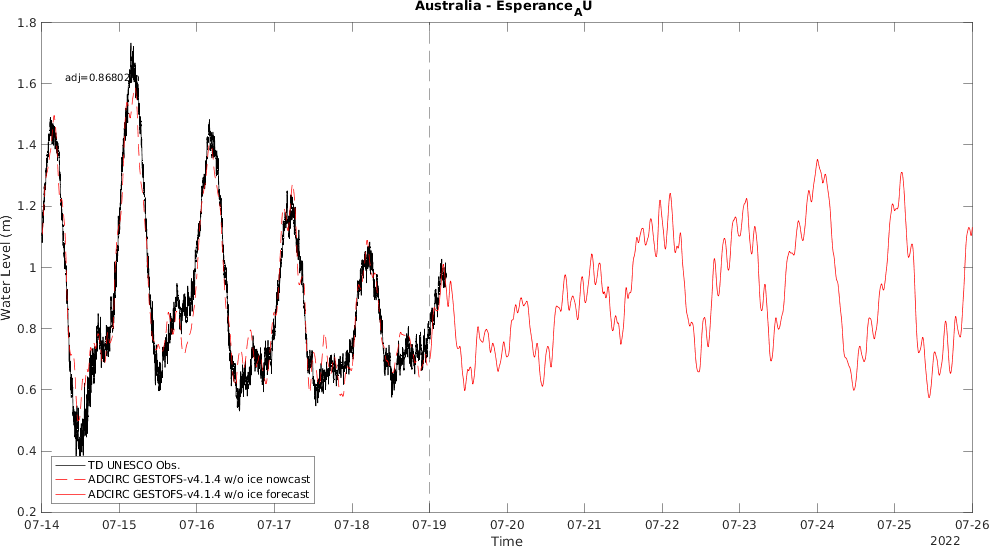 Australia - Esperance_AU
1.8
1.6
1.4
1.2
1
0.8
0.6
0.4
0.2
Water Level (m)
adj=0.86802
TD UNESCO Obs.
ADCIRC GESTOFS-v4.1.4 w/o ice nowcast
ADCIRC GESTOFS-v4.1.4 w/o ice forecast
07-14 07-15 07-16 07-17 07-18 07-19 07-20 07-21 07-22 07-23 07-24 07-25 07-26
Time
2022